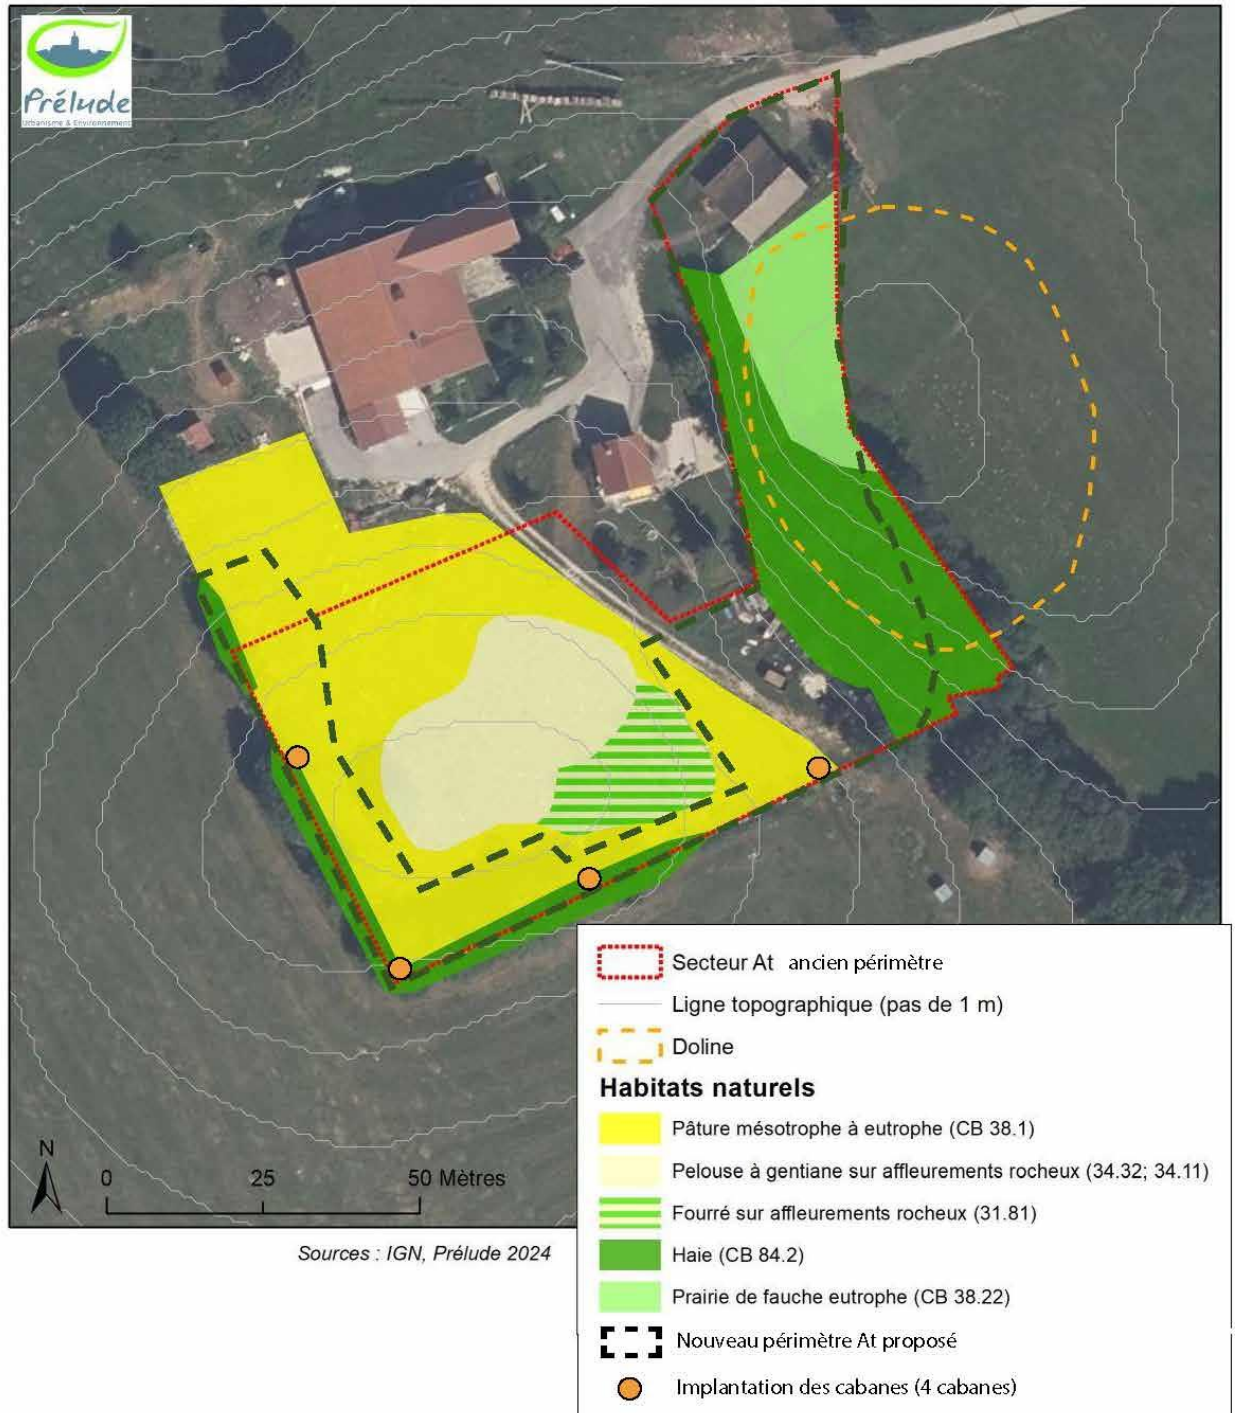 Prélude
Urbanisme & Environnement
N
0 25 50 Mètres
Sources : IGN, Prélude 2024
Secteur At ancien périmètre
Ligne topographique (pas de 1 m)
Doline
Habitats naturels
Pâture mésotrophe à eutrophe (CB 38.1)
Pelouse à gentiane sur affleurements rocheux (34.32; 34.11)
Fourré sur affleurements rocheux (31.81)
Haie (CB 84.2)
Prairie de fauche eutrophe (CB 38.22)
Nouveau périmètre At proposé
Implantation des cabanes (4 cabanes)